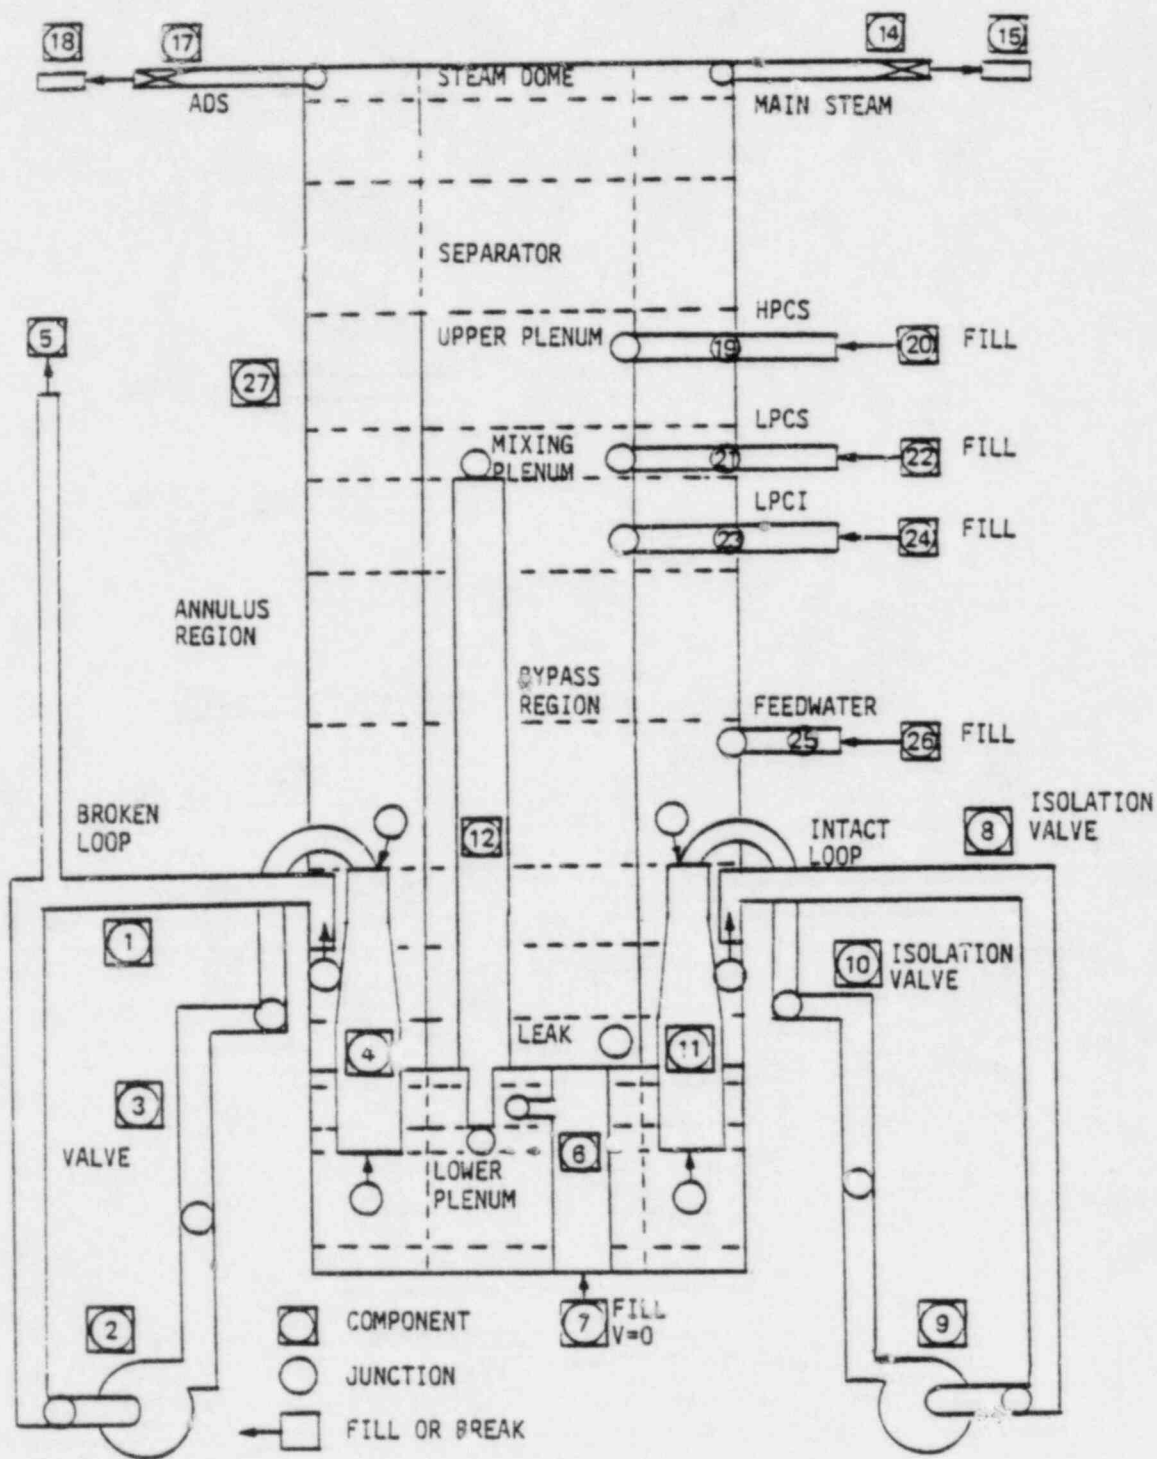 18
17
14
15
STEAM DOME
ADS
MAIN STEAM
SEPARATOR
HPCS
5
UPPER PLENUM
19
20
FILL
27
LPCS
MIXING
PLENUM
21
22
FILL
LPCI
23
24
FILL
ANNULUS
REGION
BYPASS
REGION
FEEDWATER
25
26
FILL
BROKEN
LOOP
12
INTACT
LOOP
8
ISOLATION
VALVE
1
10
ISOLATION
VALVE
LEAK
4
11
3
VALVE
6
LOWER
PLENUM
2
7
FILL
V=0
9
COMPONENT
JUNCTION
FILL OR BREAK